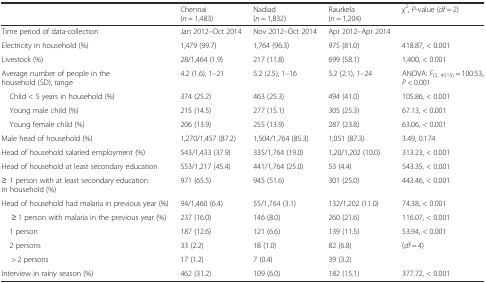 Chennai Nadiad Raurkela χ², P-value (df = 2)
(n = 1,483) (n = 1,832) (n = 1,204)
Time period of data-collection Jan 2012–Oct 2014 Nov 2012–Oct 2014 Apr 2012–Apr 2014
Electricity in household (%) 1,479 (99.7) 1,764 (96.3) 975 (81.0) 418.87, < 0.001
Livestock (%) 28/1,464 (1.9) 217 (11.8) 699 (58.1) 1,400, < 0.001
Average number of people in the 4.2 (1.6), 1–21 5.2 (2.5), 1–16 5.2 (2.1), 1–24 ANOVA: F(2, 4515) = 100.53,
household (SD), range P < 0.001
Child < 5 years in household (%) 374 (25.2) 463 (25.3) 494 (41.0) 105.86, < 0.001
Young male child (%) 215 (14.5) 277 (15.1) 305 (25.3) 67.13, < 0.001
Young female child (%) 206 (13.9) 255 (13.9) 287 (23.8) 63.06, < 0.001
Male head of household (%) 1,270/1,457 (87.2) 1,504/1,764 (85.3) 1,051 (87.3) 3.49, 0.174
Head of household salaried employment (%) 543/1,433 (37.9) 335/1,764 (19.0) 1,20/1,202 (10.0) 313.23, < 0.001
Head of household at least secondary education 553/1,217 (45.4) 441/1,764 (25.0) 53 (4.4) 543.35, < 0.001
≥ 1 person with at least secondary education 971 (65.5) 945 (51.6) 301 (25.0) 443.46, < 0.001
in household (%)
Head of household had malaria in previous year (%) 94/1,460 (6.4) 55/1,764 (3.1) 132/1,202 (11.0) 74.38, < 0.001
≥ 1 person with malaria in the previous year (%) 237 (16.0) 146 (8.0) 260 (21.6) 116.07, < 0.001
1 person 187 (12.6) 121 (6.6) 139 (11.5) 53.94, < 0.001
2 persons 33 (2.2) 18 (1.0) 82 (6.8) (df = 4)
> 2 persons 17 (1.2) 7 (0.4) 39 (3.2)
Interview in rainy season (%) 462 (31.2) 109 (6.0) 182 (15.1) 377.72, < 0.001